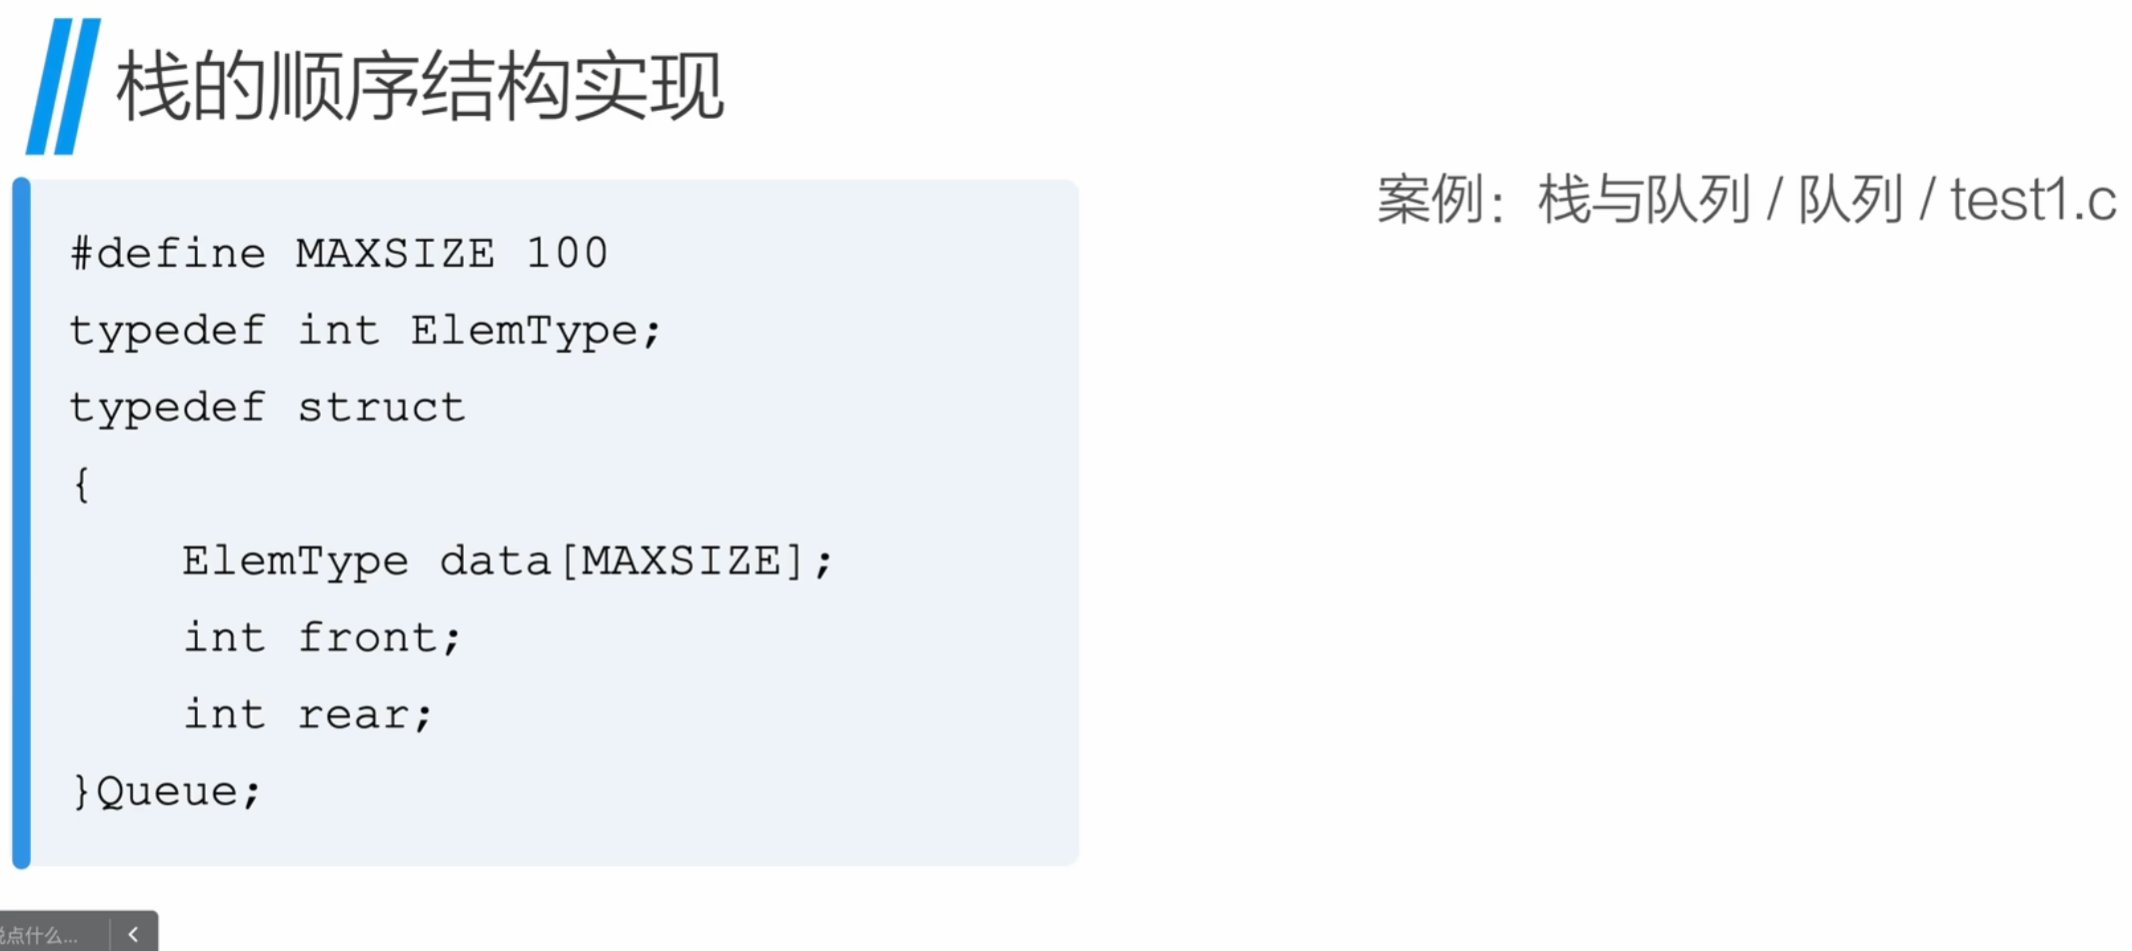 栈的顺序结构实现
案例：栈与队列 / 队列 / test1.c
#define MAXSIZE 100
typedef int ElemType;
typedef struct
{
    ElemType data[MAXSIZE];
    int front;
    int rear;
}Queue;
点什么...